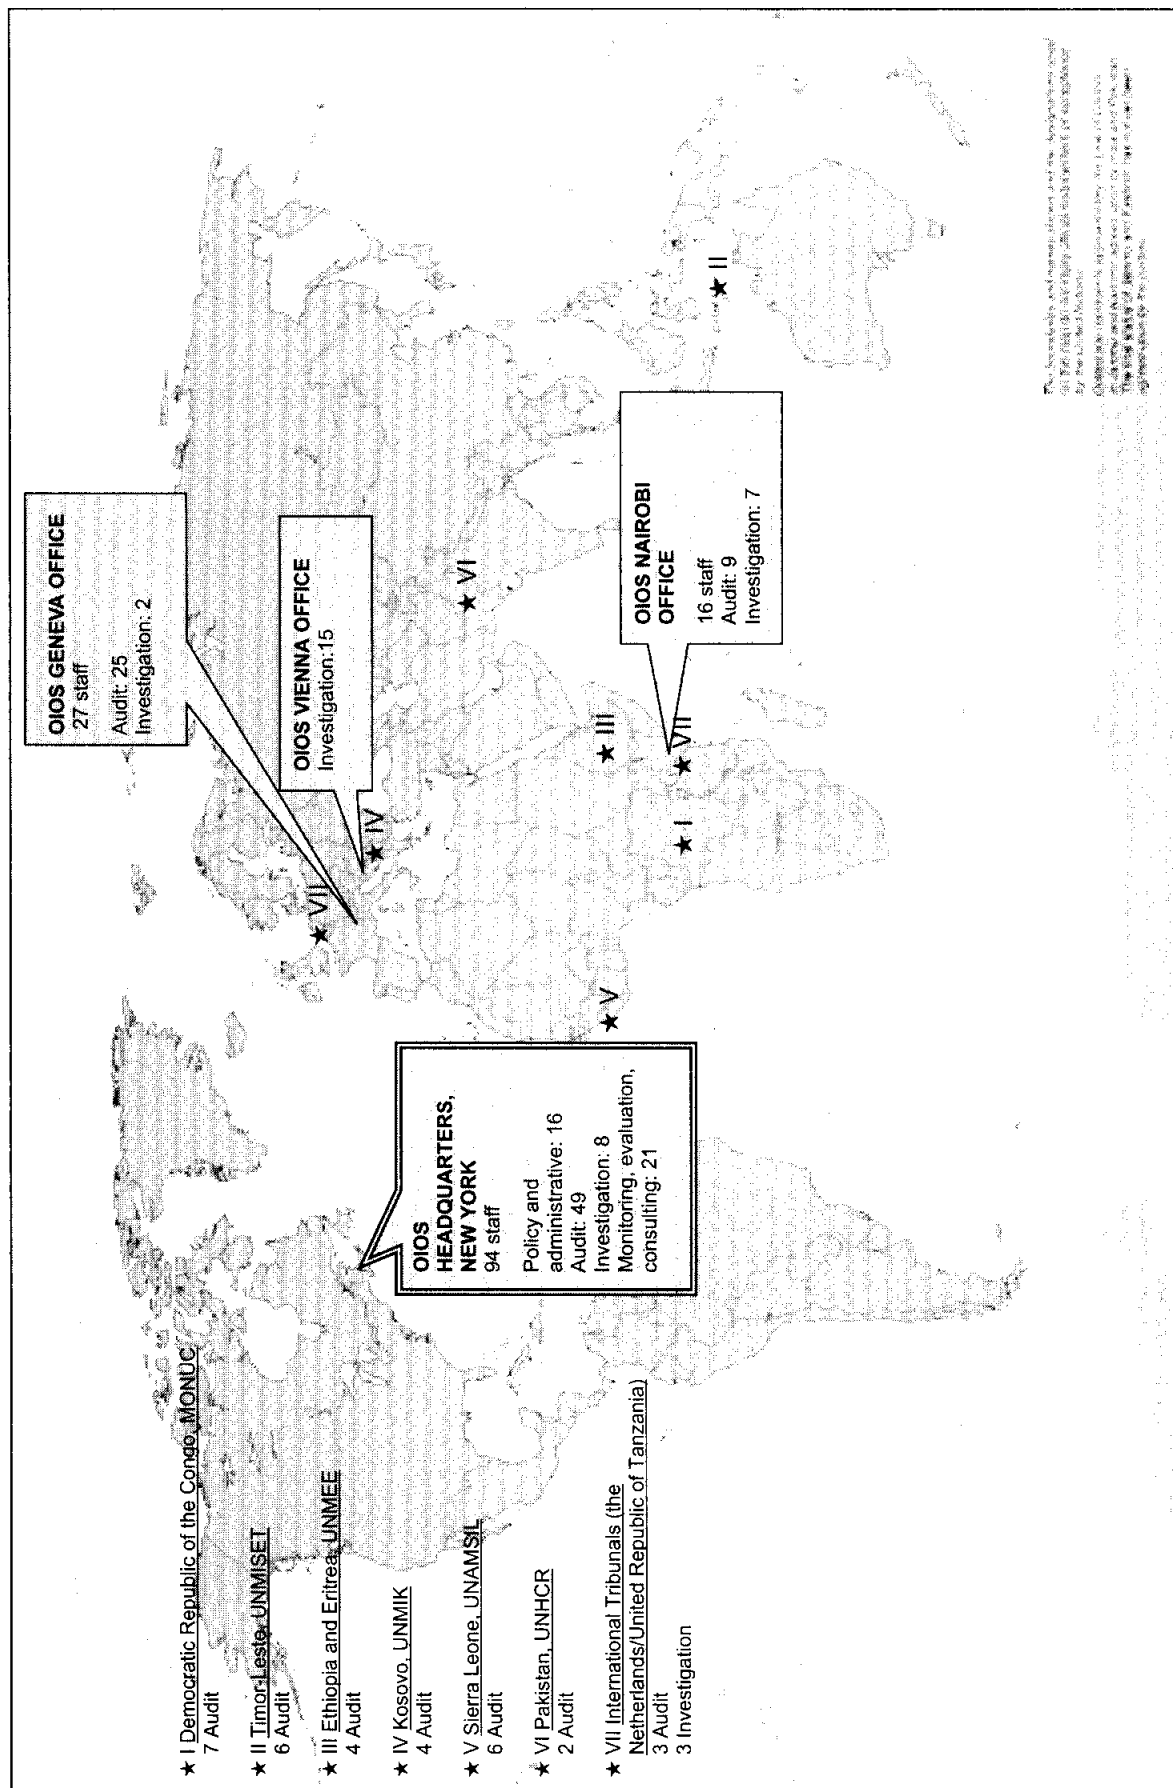 ★ I Democratic Republic of the Congo, MONUC
7 Audit
★ II Timor-Leste, UNMISET
6 Audit
★ III Ethiopia and Eritrea, UNMEE
4 Audit
★ IV Kosovo, UNMIK
4 Audit
★ V Sierra Leone, UNAMSIL
6 Audit
★ VI Pakistan, UNHCR
2 Audit
★ VII International Tribunals (the
Netherlands/United Republic of Tanzania)
3 Audit
3 Investigation
OIOS
HEADQUARTERS,
NEW YORK
94 staff
Policy and
administrative: 16
Audit: 49
Investigation: 8
Monitoring, evaluation,
consulting: 21
OIOS GENEVA OFFICE
27 staff
Audit: 25
Investigation: 2
OIOS VIENNA OFFICE
Investigation:15
OIOS NAIROBI
OFFICE
16 staff
Audit: 9
Investigation: 7
★ VII
★ IV
★ VI
★ V
★ III
★ I
★ VII
★ II
by the United Nations.